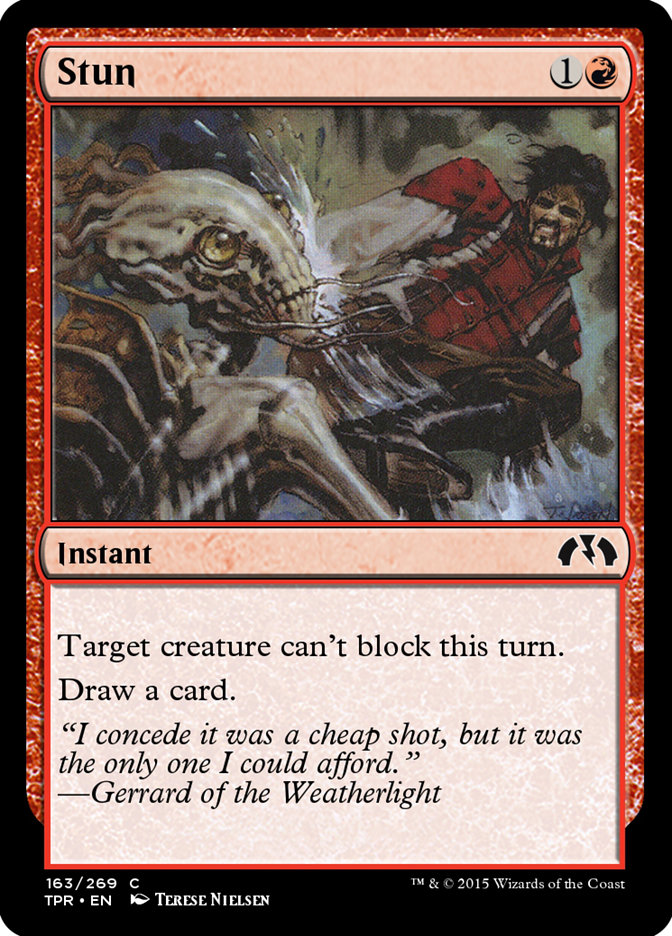 Stun 1
Instant
Target creature can't block this turn.
Draw a card.
"I concede it was a cheap shot, but it was
the only one I could afford."
—Gerrard of the Weatherlight
163/269 C
TPR • EN Terese Nielsen
™ & © 2015 Wizards of the Coast